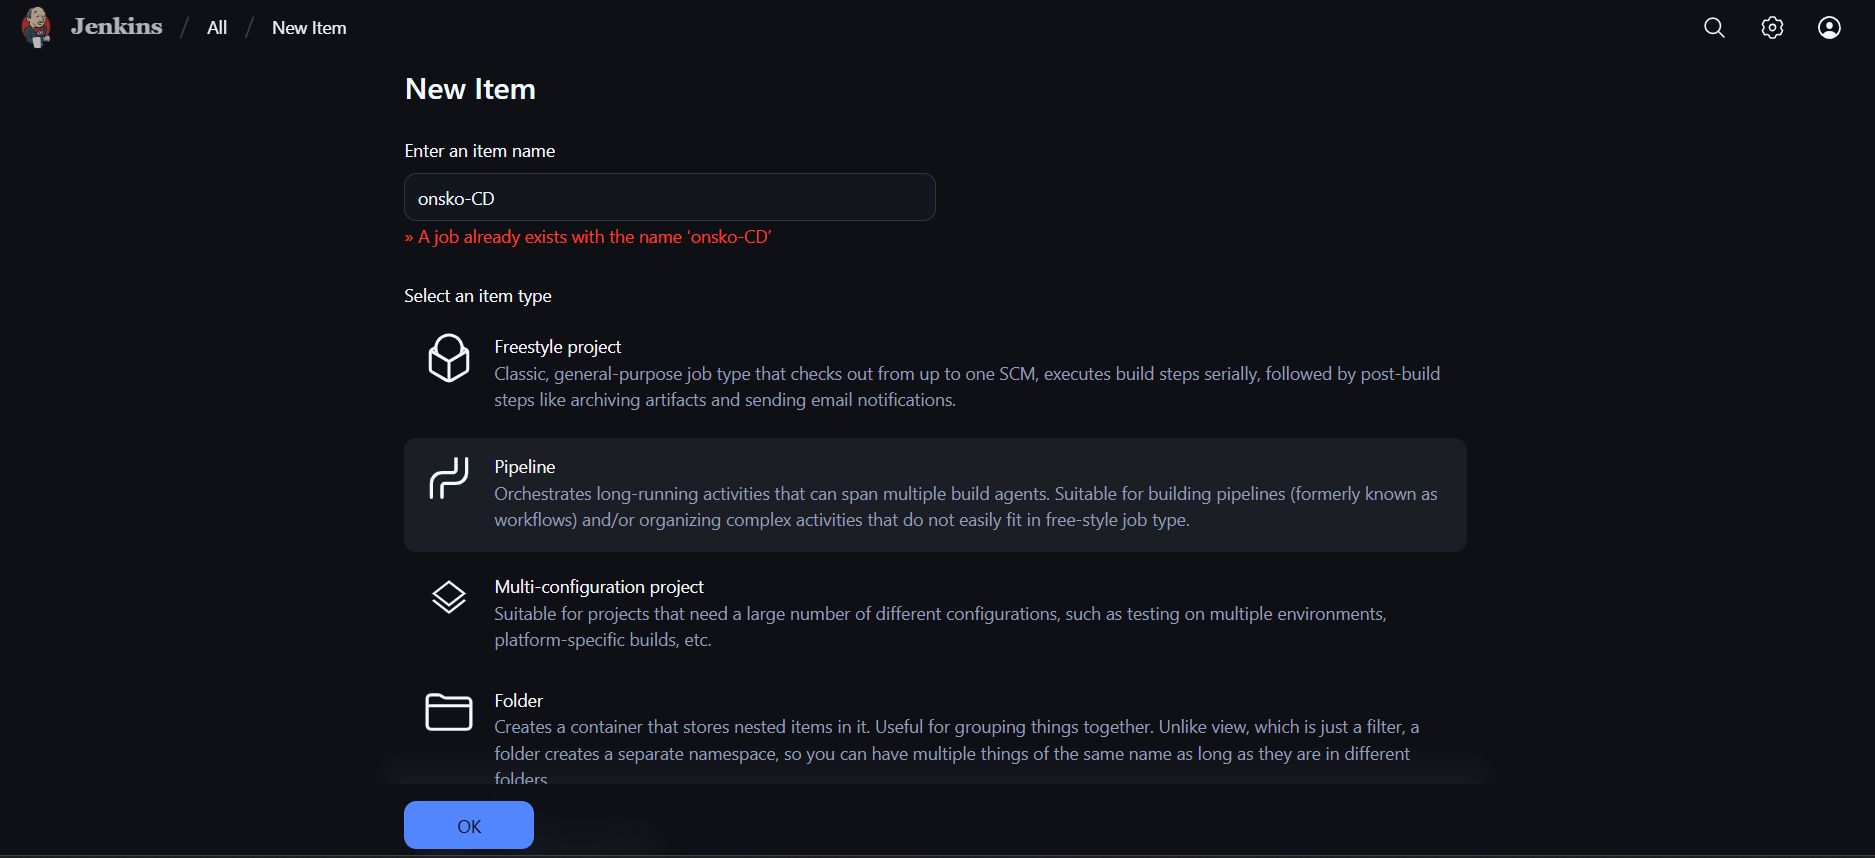 Jenkins / All / New Item
New Item
Enter an item name
onsko-CD
» A job already exists with the name ‘onsko-CD’
Select an item type
Freestyle project
Classic, general-purpose job type that checks out from up to one SCM, executes build steps serially, followed by post-build
steps like archiving artifacts and sending email notifications.
Pipeline
Orchestrates long-running activities that can span multiple build agents. Suitable for building pipelines (formerly known as
workflows) and/or organizing complex activities that do not easily fit in free-style job type.
Multi-configuration project
Suitable for projects that need a large number of different configurations, such as testing on multiple environments,
platform-specific builds, etc.
Folder
Creates a container that stores nested items in it. Useful for grouping things together. Unlike view, which is just a filter, a
folder creates a separate namespace, so you can have multiple things of the same name as long as they are in different
folders
OK